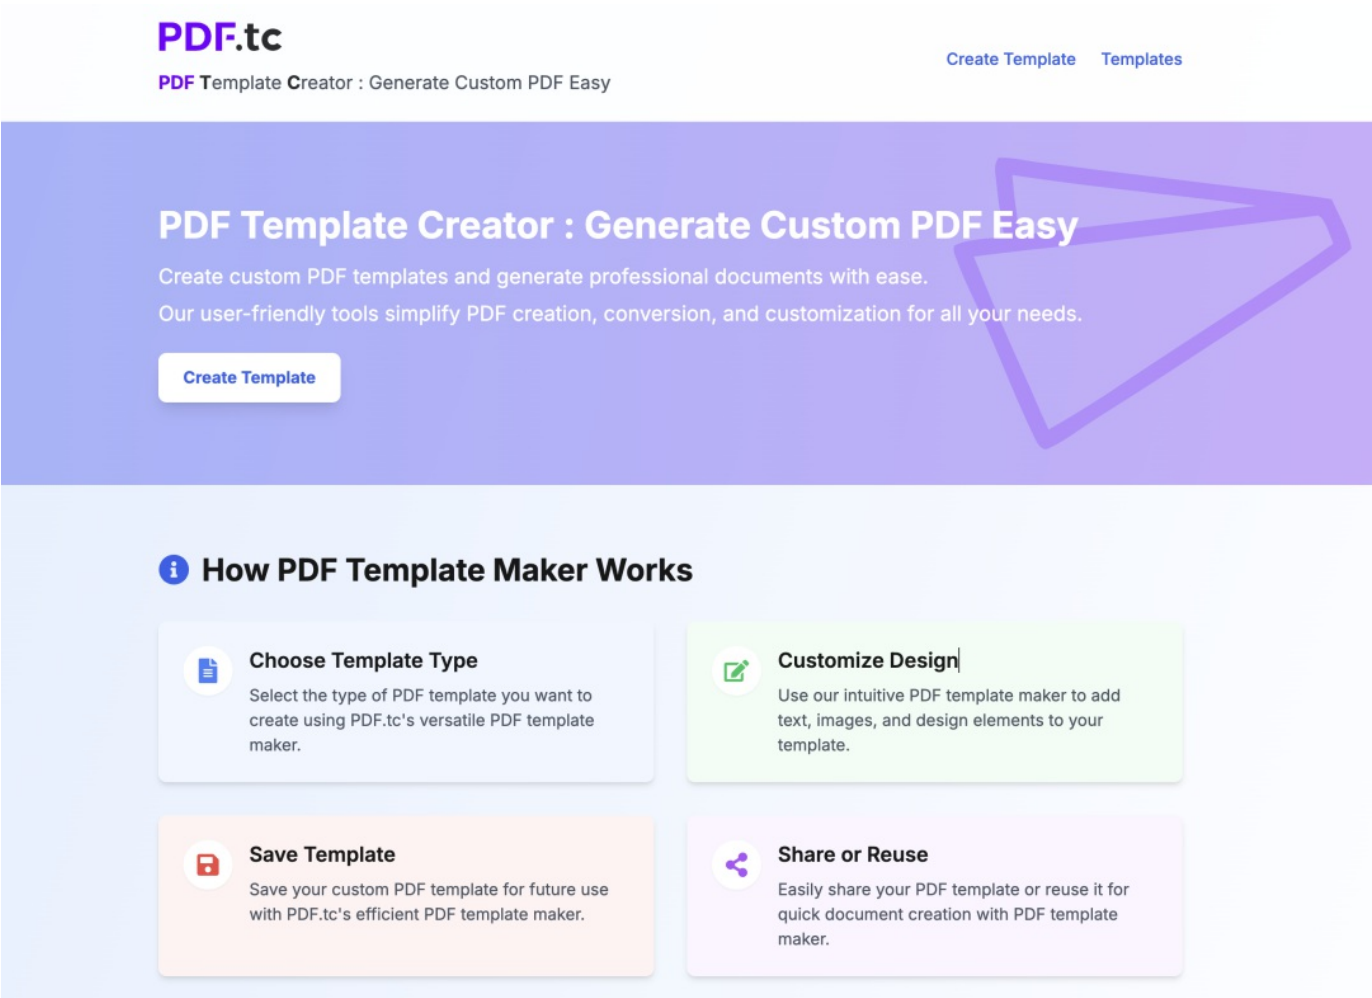 PDF.tc
PDF Template Creator : Generate Custom PDF Easy
Create Template
Templates
PDF Template Creator : Generate Custom PDF Easy
Create custom PDF templates and generate professional documents with ease.
Our user-friendly tools simplify PDF creation, conversion, and customization for all your needs.
Create Template
How PDF Template Maker Works
Choose Template Type
Select the type of PDF template you want to
create using PDF.tc's versatile PDF template
maker.
Customize Design
Use our intuitive PDF template maker to add
text, images, and design elements to your
template.
Save Template
Save your custom PDF template for future use
with PDF.tc's efficient PDF template maker.
Share or Reuse
Easily share your PDF template or reuse it for
quick document creation with PDF template
maker.